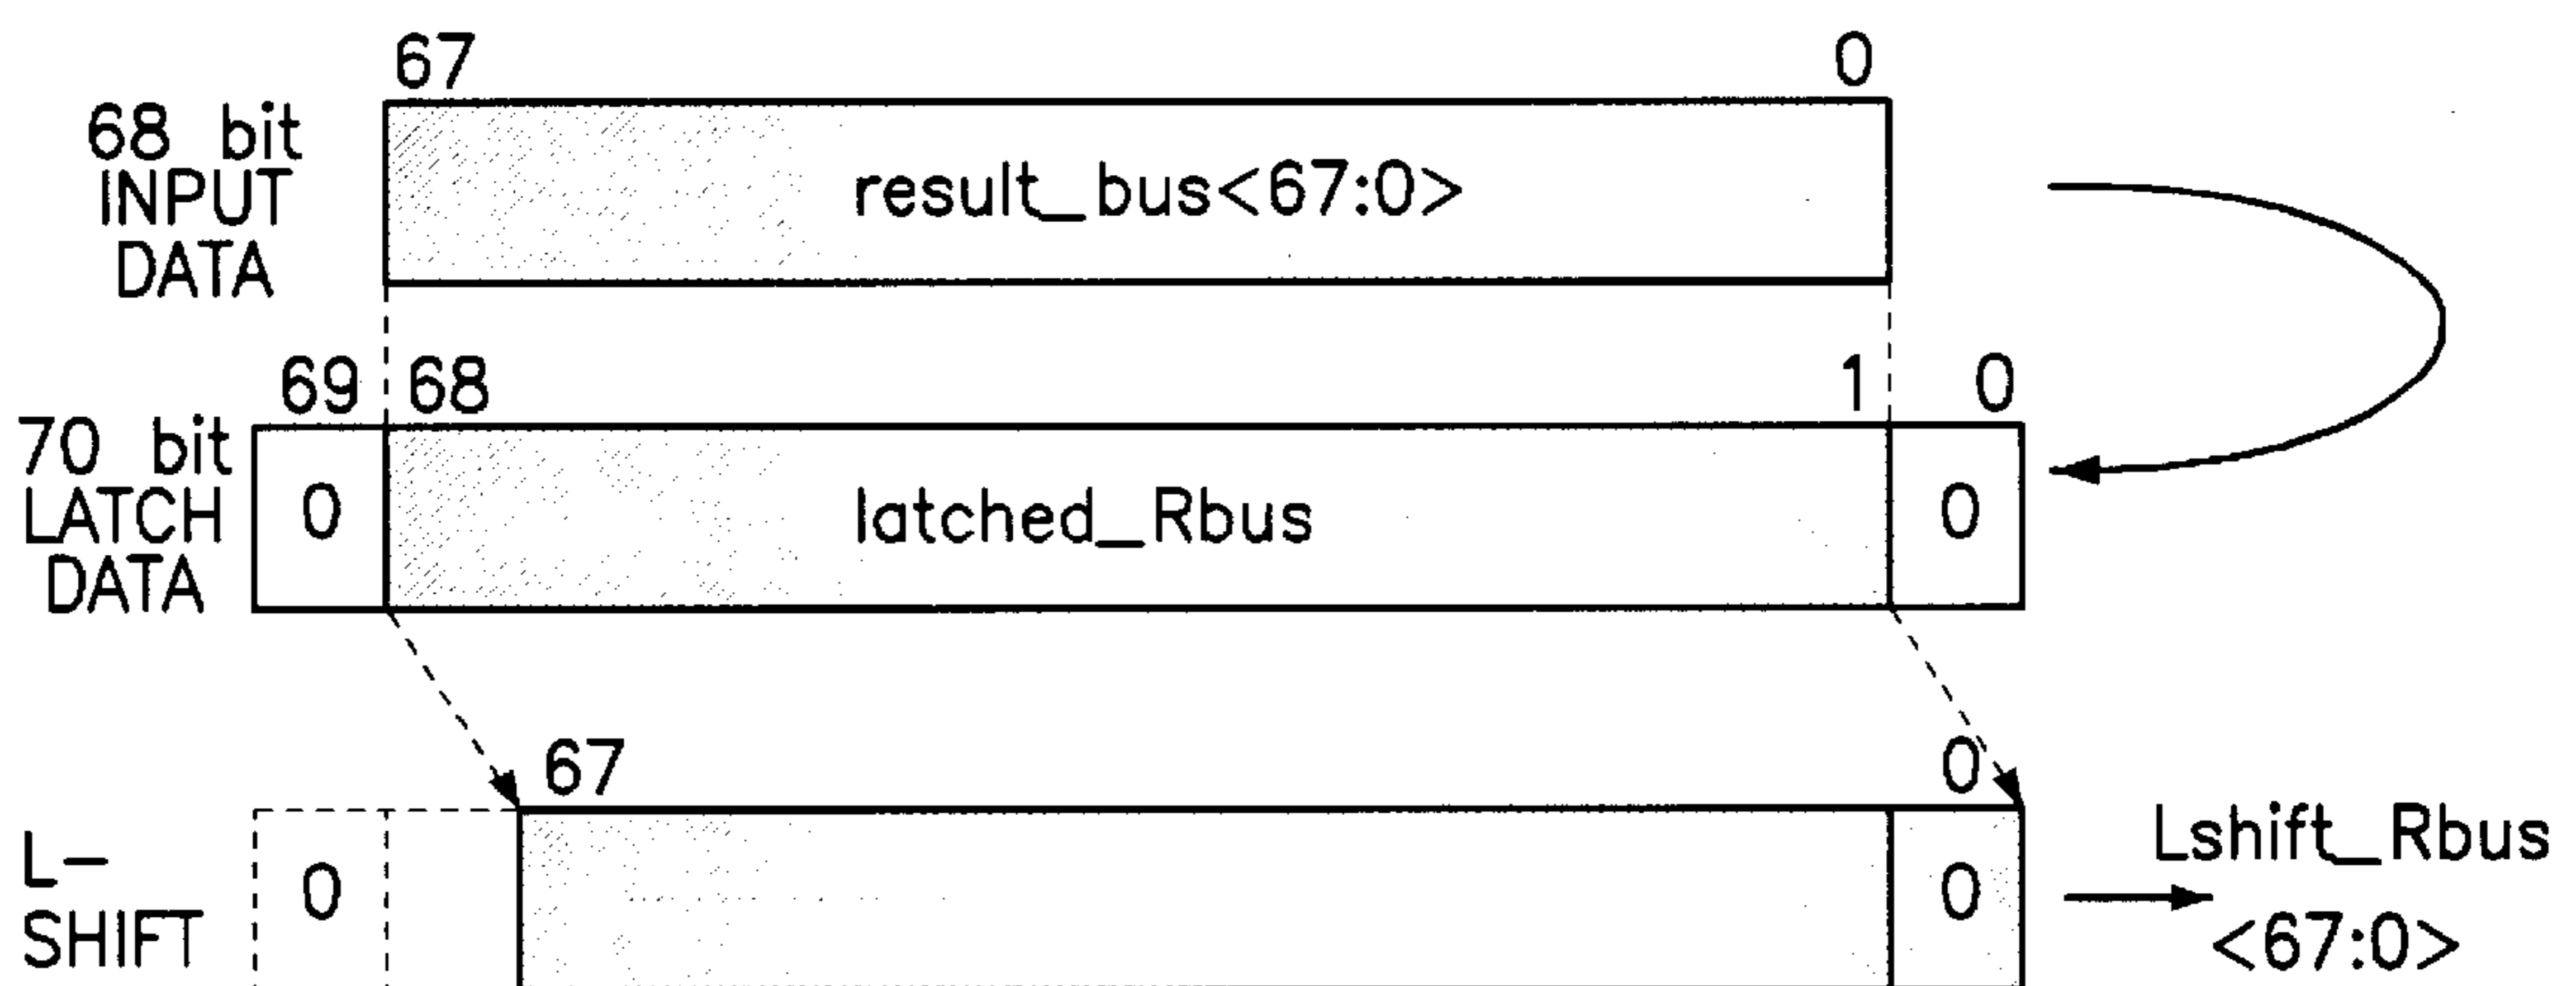 67 0
68 bit
INPUT
DATA
result_bus<67:0>
69 68 1 0
70 bit
LATCH
DATA
0 latched_Rbus 0
67 0
L-
SHIFT
0 0
Lshift_Rbus
<67:0>